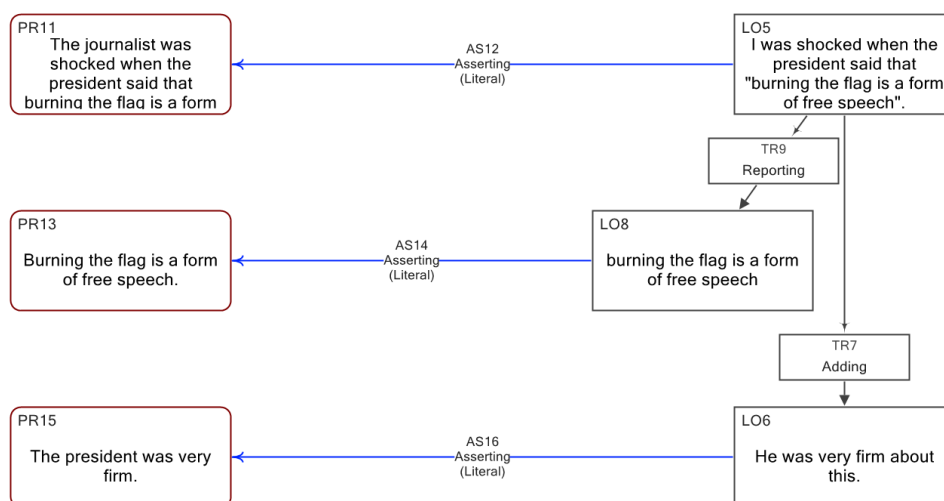 PR11
The journalist was
shocked when the
president said that
burning the flag is a form
AS12
Asserting
(Literal)
LO5
I was shocked when the
president said that
"burning the flag is a form
of free speech".
TR9
Reporting
PR13
Burning the flag is a form
of free speech.
AS14
Asserting
(Literal)
LO8
burning the flag is a form
of free speech
TR7
Adding
PR15
The president was very
firm.
AS16
Asserting
(Literal)
LO6
He was very firm about
this.